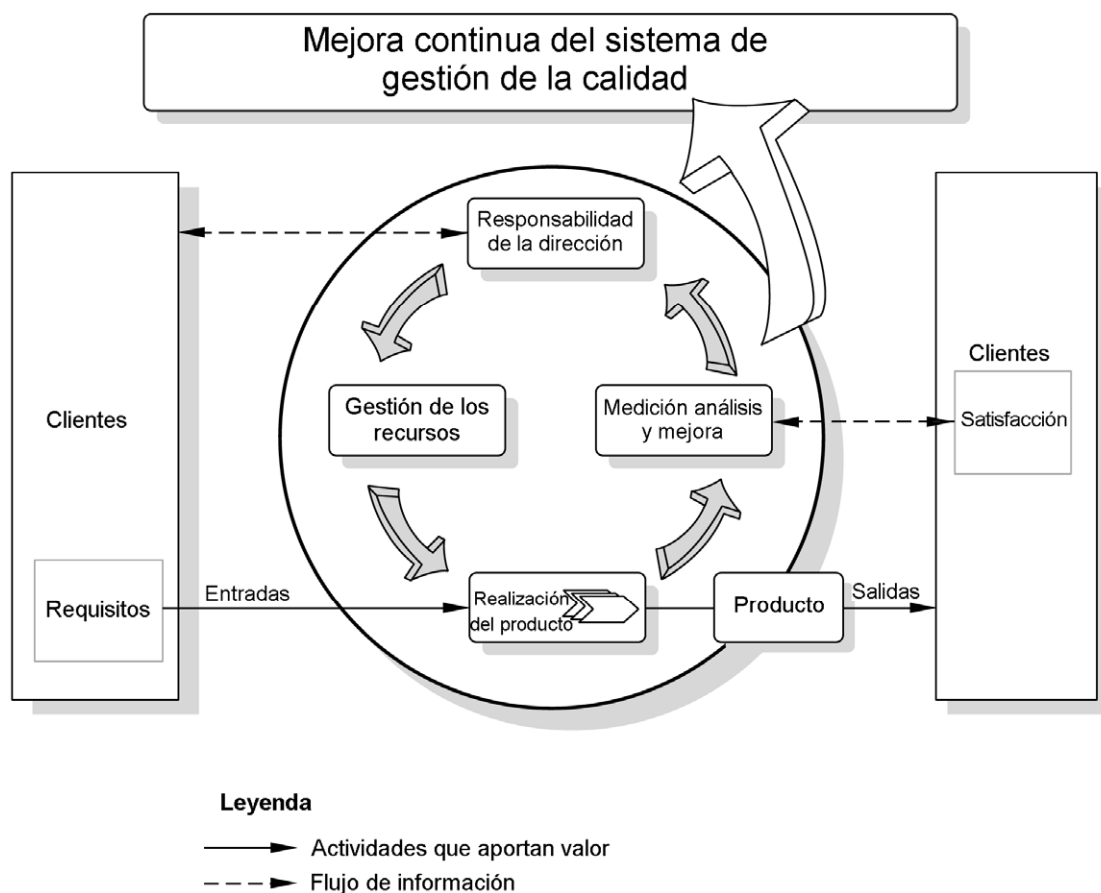 Mejora continua del sistema de
gestión de la calidad
Responsabilidad
de la dirección
Clientes
Gestión de los
recursos
Medición análisis
y mejora
Clientes
Satisfacción
Requisitos
Entradas
Realización
del producto
Producto
Salidas
Leyenda
Actividades que aportan valor
Flujo de información